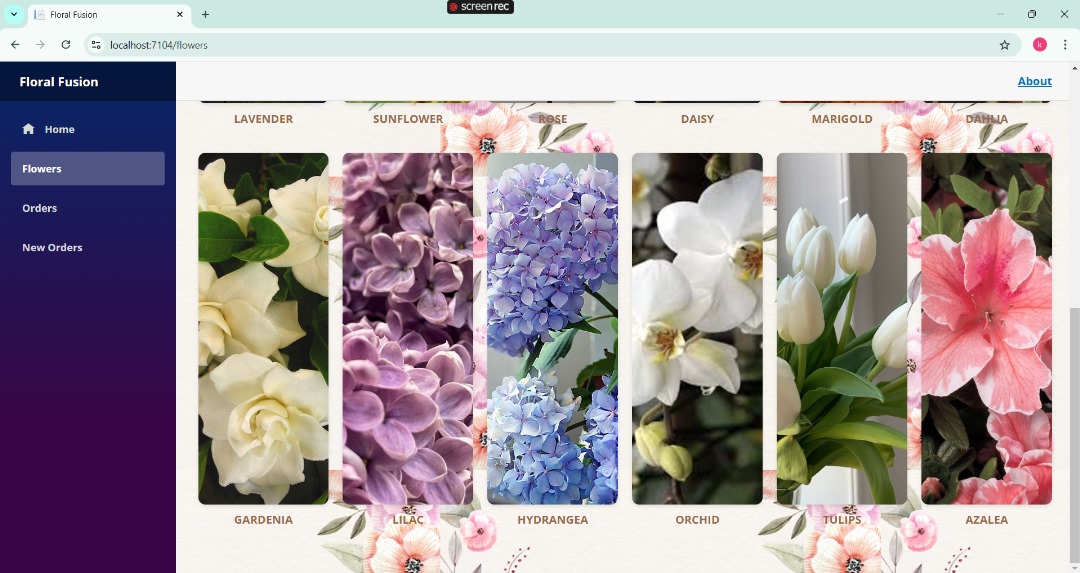 screenrec
Floral Fusion
localhost:7104/flowers
k
Floral Fusion
About
Home
Flowers
Orders
New Orders
LAVENDER SUNFLOWER ROSE DAISY MARIGOLD DAHLIA
GARDENIA LILAC HYDRANGEA ORCHID TULIPS AZALEA